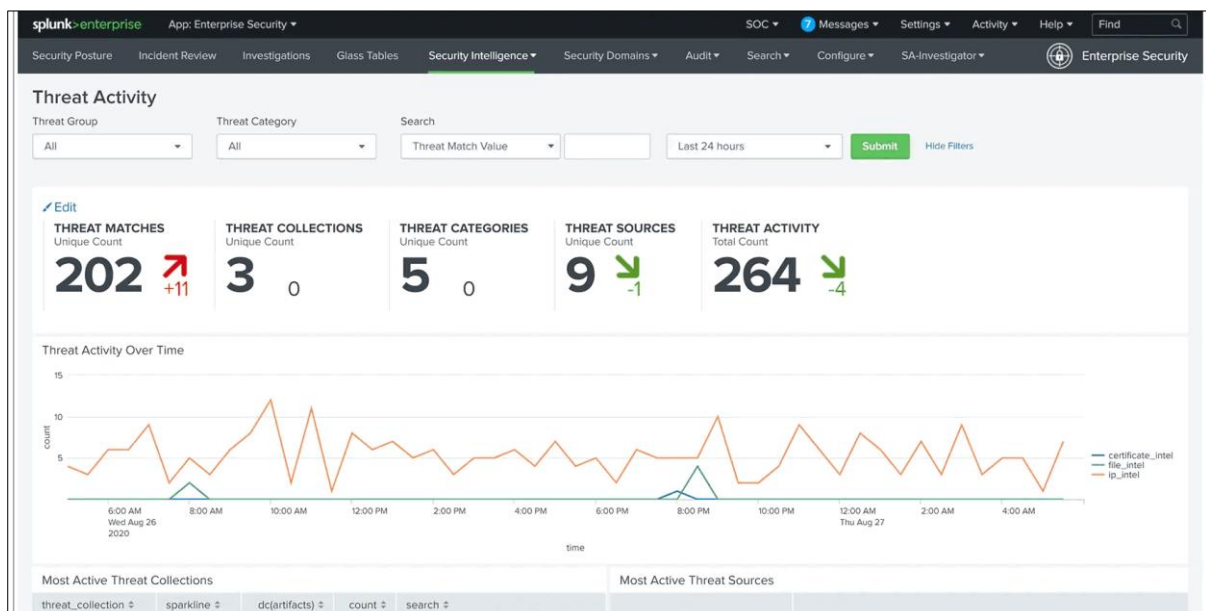 splunk>enterprise App: Enterprise Security SOC 7 Messages Settings Activity Help Find
Security Posture Incident Review Investigations Glass Tables Security Intelligence Security Domains Audit Search Configure SA-Investigator Enterprise Security
Threat Activity
Threat Group Threat Category Search
All All Threat Match Value Last 24 hours Submit Hide Filters
Edit
THREAT MATCHES THREAT COLLECTIONS THREAT CATEGORIES THREAT SOURCES THREAT ACTIVITY
Unique Count Unique Count Unique Count Unique Count Total Count
202 +11 3 0 5 0 9 -1 264 -4
Threat Activity Over Time
15
10
5
count
certificate_intel
file_intel
ip_intel
6:00 AM 8:00 AM 10:00 AM 12:00 PM 2:00 PM 4:00 PM 6:00 PM 8:00 PM 10:00 PM 12:00 AM 2:00 AM 4:00 AM
Wed Aug 26 Thu Aug 27
2020
time
Most Active Threat Collections Most Active Threat Sources
threat_collection sparkline dc(artifacts) count search